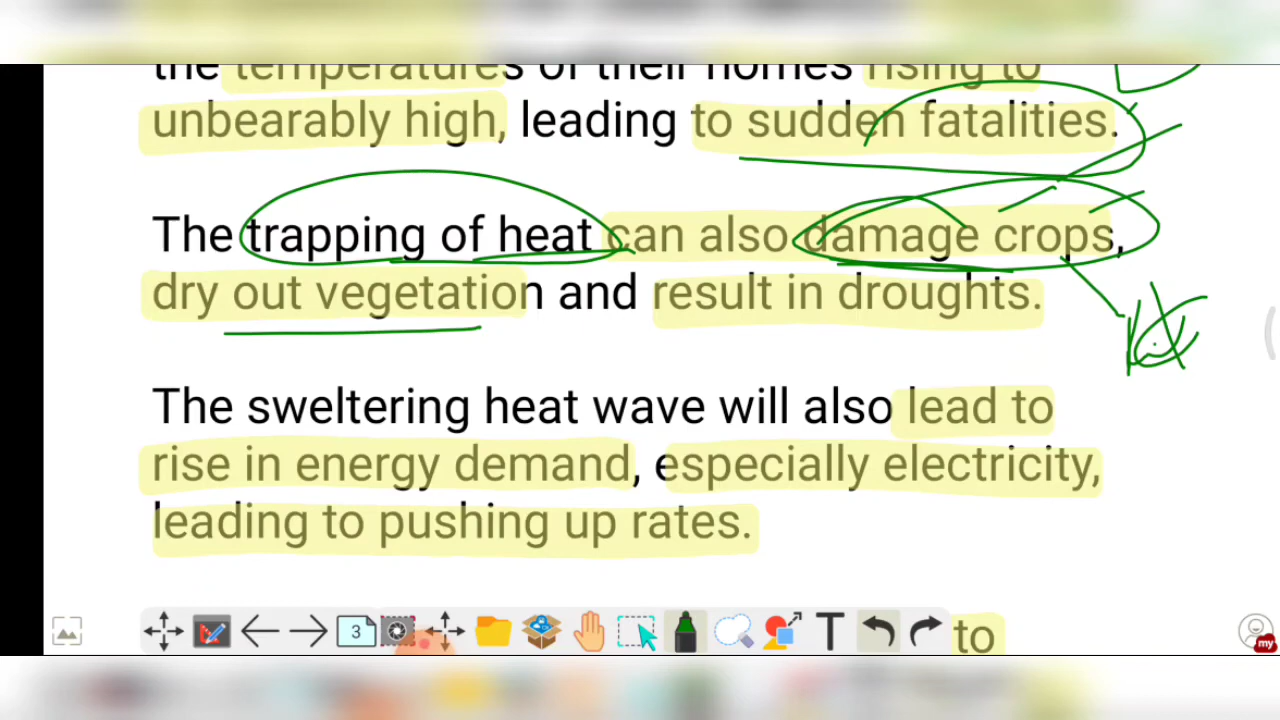 the temperatures of their homes rising to
unbearably high, leading to sudden fatalities.
The trapping of heat can also damage crops,
dry out vegetation and result in droughts.
The sweltering heat wave will also lead to
rise in energy demand, especially electricity,
leading to pushing up rates.
to
3
T
my